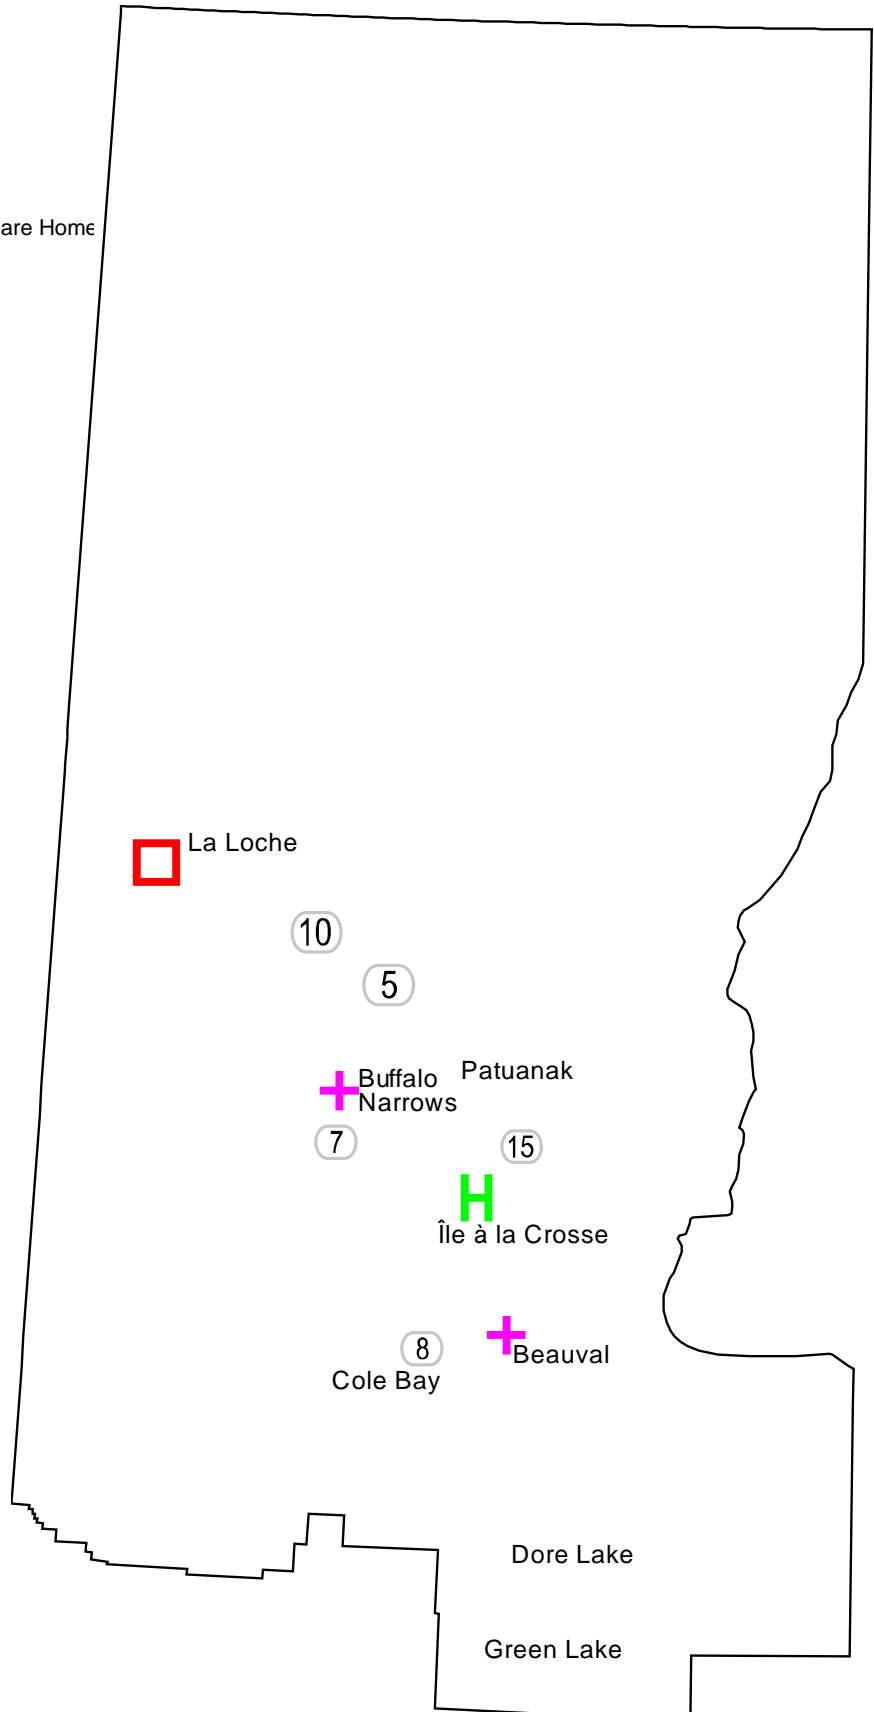 are Home
La Loche
10
5
Buffalo
Narrows
Patuanak
7
15
H
Île à la Crosse
8
Cole Bay
Beauval
Dore Lake
Green Lake